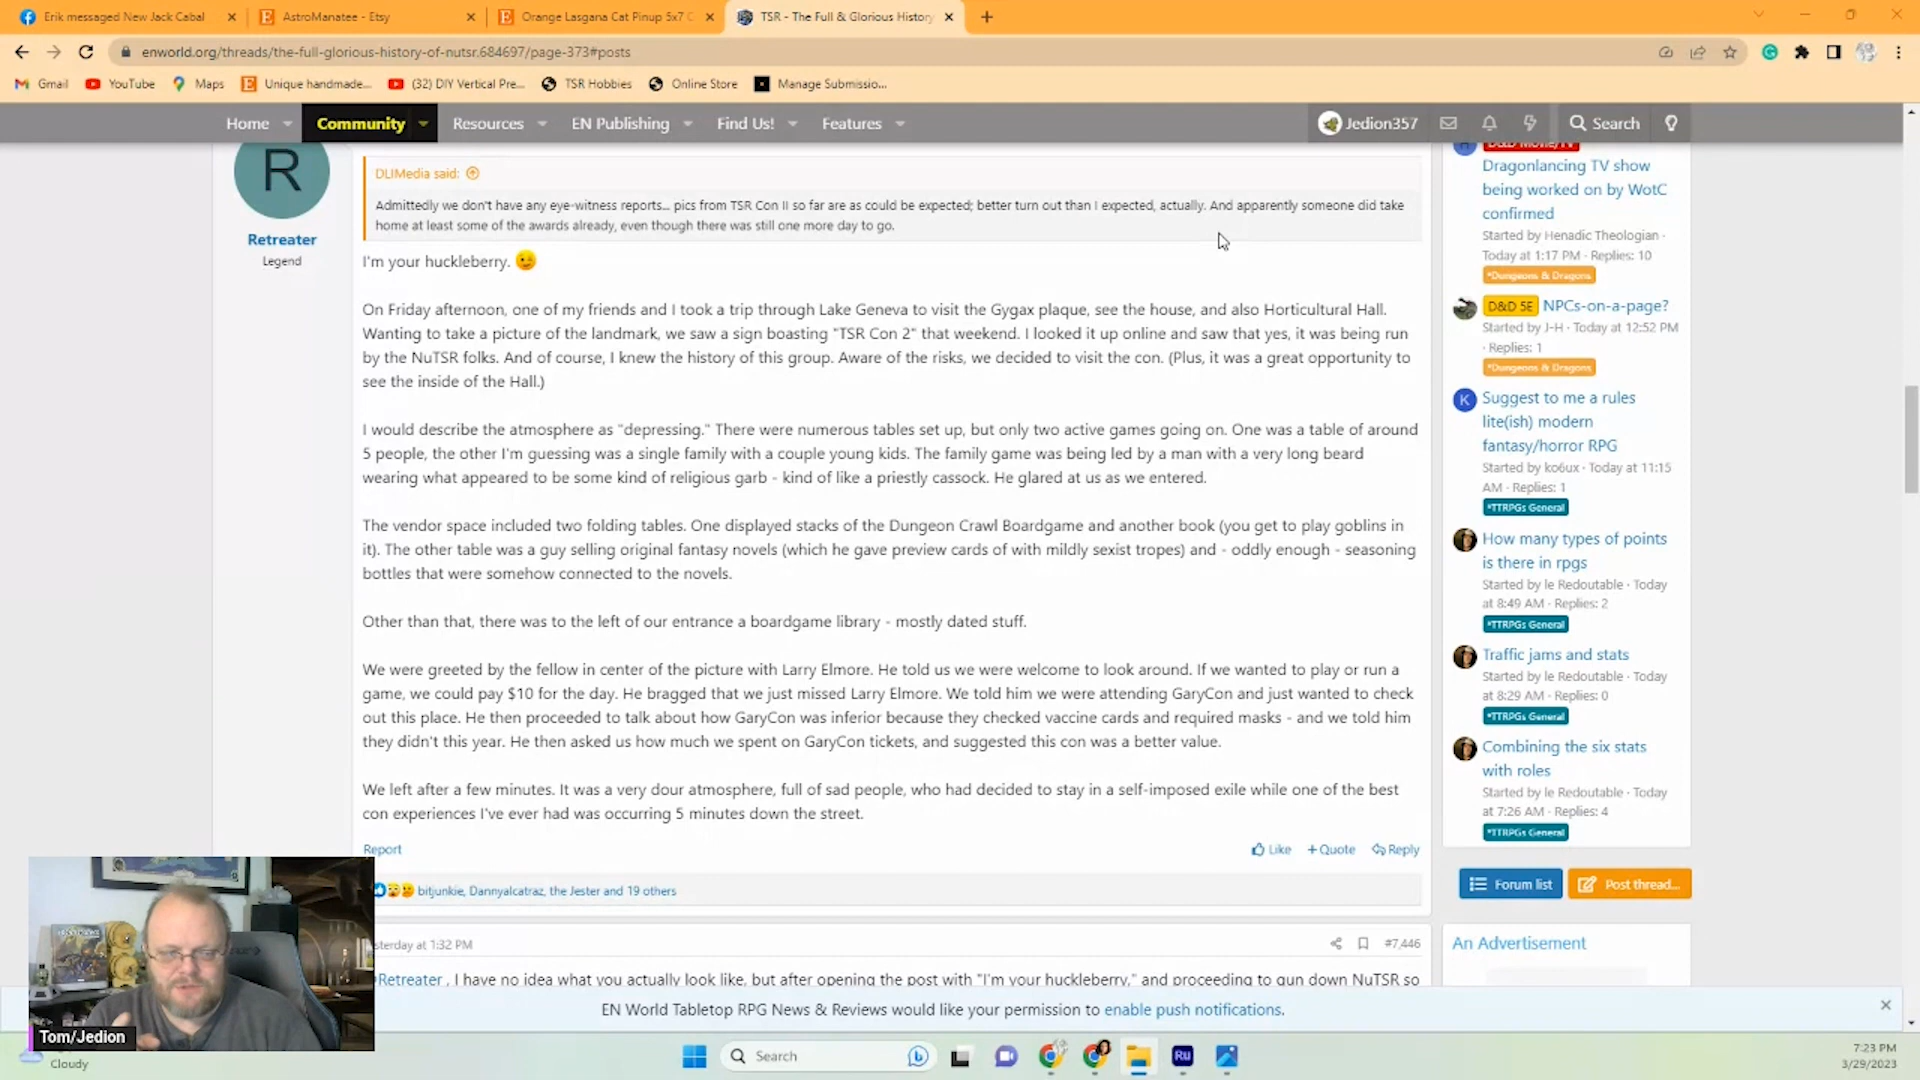 Erik messaged New Jack Cabal
AstroManatee - Etsy
Orange Lasgana Cat Pinup 5x7 C
TSR - The Full & Glorious History
enworld.org/threads/the-full-glorious-history-of-nutsr.684697/page-373#posts
Gmail
YouTube
Maps
Unique handmade...
(32) DIY Vertical Pre...
TSR Hobbies
Online Store
Manage Submissio...
Home
Community
Resources
EN Publishing
Find Us!
Features
Jedion357
Search
R
Retreater
Legend
DLIMedia said:
Admittedly we don't have any eye-witness reports... pics from TSR Con II so far are as could be expected; better turn out than I expected, actually. And apparently someone did take
home at least some of the awards already, even though there was still one more day to go.
I'm your huckleberry. 😉
On Friday afternoon, one of my friends and I took a trip through Lake Geneva to visit the Gygax plaque, see the house, and also Horticultural Hall.
Wanting to take a picture of the landmark, we saw a sign boasting "TSR Con 2" that weekend. I looked it up online and saw that yes, it was being run
by the NuTSR folks. And of course, I knew the history of this group. Aware of the risks, we decided to visit the con. (Plus, it was a great opportunity to
see the inside of the Hall.)
I would describe the atmosphere as "depressing." There were numerous tables set up, but only two active games going on. One was a table of around
5 people, the other I'm guessing was a single family with a couple young kids. The family game was being led by a man with a very long beard
wearing what appeared to be some kind of religious garb - kind of like a priestly cassock. He glared at us as we entered.
The vendor space included two folding tables. One displayed stacks of the Dungeon Crawl Boardgame and another book (you get to play goblins in
it). The other table was a guy selling original fantasy novels (which he gave preview cards of with mildly sexist tropes) and - oddly enough - seasoning
bottles that were somehow connected to the novels.
Other than that, there was to the left of our entrance a boardgame library - mostly dated stuff.
We were greeted by the fellow in center of the picture with Larry Elmore. He told us we were welcome to look around. If we wanted to play or run a
game, we could pay $10 for the day. He bragged that we just missed Larry Elmore. We told him we were attending GaryCon and just wanted to check
out this place. He then proceeded to talk about how GaryCon was inferior because they checked vaccine cards and required masks - and we told him
they didn't this year. He then asked us how much we spent on GaryCon tickets, and suggested this con was a better value.
We left after a few minutes. It was a very dour atmosphere, full of sad people, who had decided to stay in a self-imposed exile while one of the best
con experiences I've ever had was occurring 5 minutes down the street.
Report
Like
+Quote
Reply
bitjunkie, Dannyalcatraz, the Jester and 19 others
sterday at 1:32 PM
#7,446
Retreater , I have no idea what you actually look like, but after opening the post with "I'm your huckleberry," and proceeding to gun down NuTSR so
D&D Movie/TV
Dragonlancing TV show
being worked on by WotC
confirmed
Started by Henadic Theologian ·
Today at 1:17 PM · Replies: 10
*Dungeons & Dragons
D&D 5E NPCs-on-a-page?
Started by J-H · Today at 12:52 PM
· Replies: 1
*Dungeons & Dragons
K
Suggest to me a rules
lite(ish) modern
fantasy/horror RPG
Started by ko6ux · Today at 11:15
AM · Replies: 1
*TTRPGs General
How many types of points
is there in rpgs
Started by le Redoutable · Today
at 8:49 AM · Replies: 2
*TTRPGs General
Traffic jams and stats
Started by le Redoutable · Today
at 8:29 AM · Replies: 0
*TTRPGs General
Combining the six stats
with roles
Started by le Redoutable · Today
at 7:26 AM · Replies: 4
*TTRPGs General
Forum list
Post thread...
An Advertisement
EN World Tabletop RPG News & Reviews would like your permission to enable push notifications.
Tom/Jedion
Cloudy
Search
Ru
7:23 PM
3/29/2023